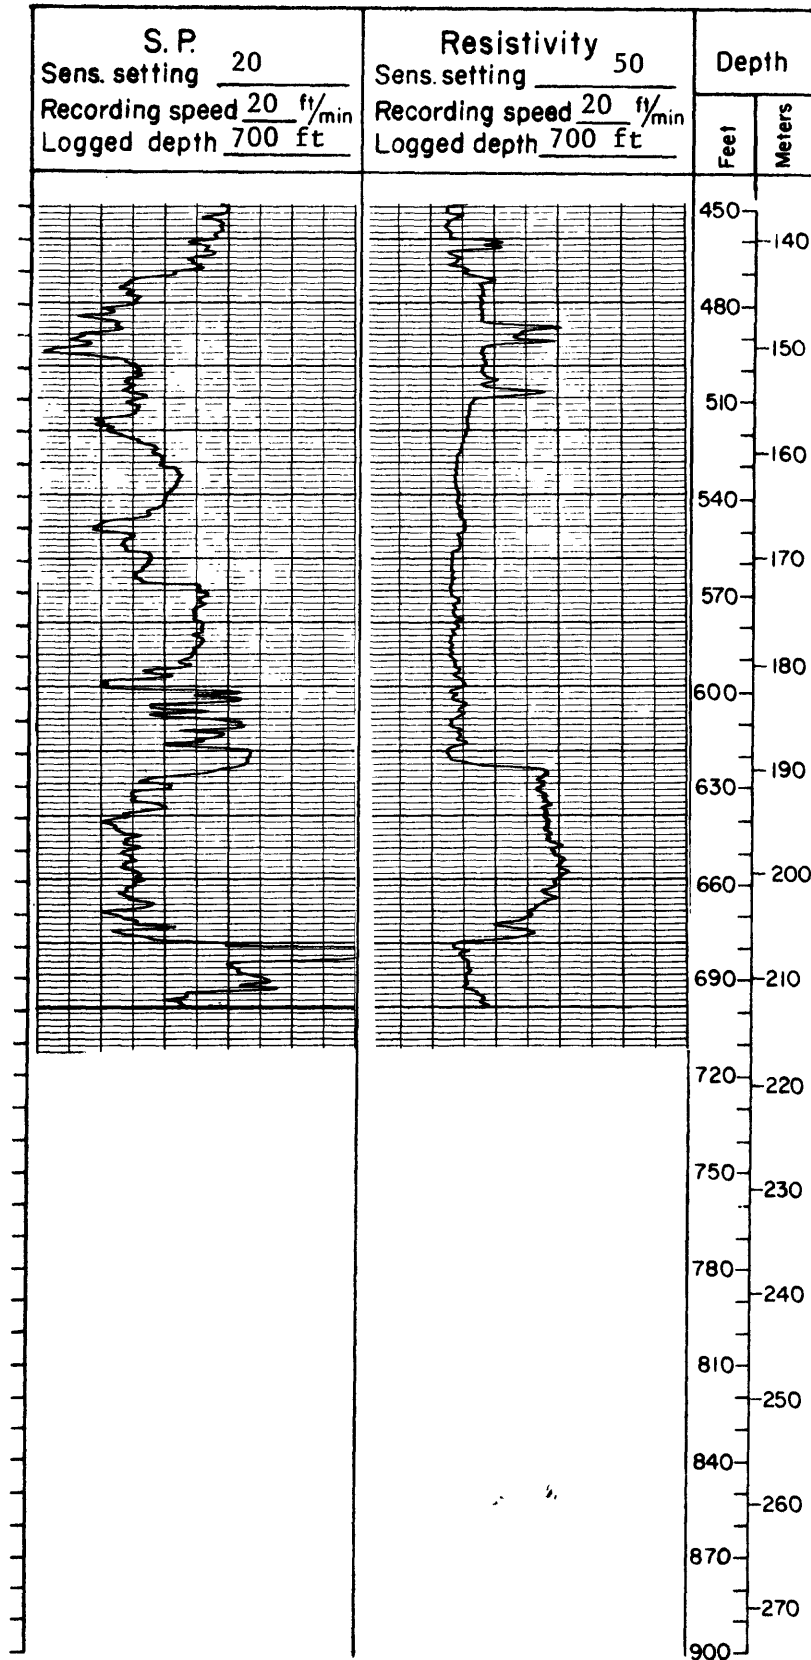 S. P.
Sens. setting 20
Recording speed 20 ft/min
Logged depth 700 ft
Resistivity
Sens. setting 50
Recording speed 20 ft/min
Logged depth 700 ft
Depth
Feet
Meters
450
140
480
150
510
160
540
170
570
180
600
190
630
200
660
210
690
720
220
750
230
780
240
810
250
840
260
870
270
900